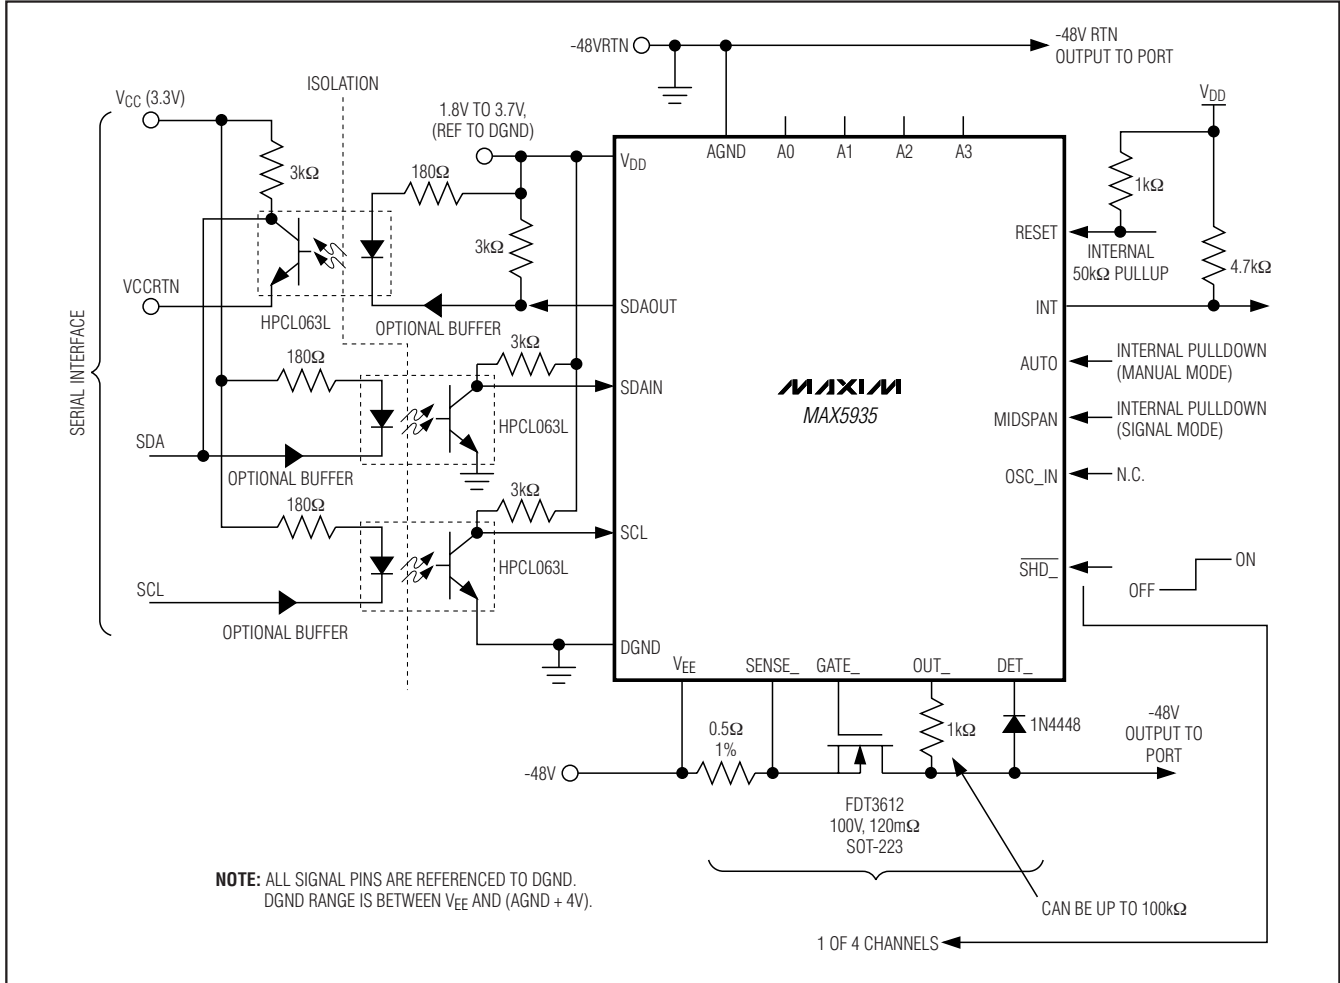 -48VRTN
-48V RTN
OUTPUT TO PORT
ISOLATION
VCC (3.3V)
1.8V TO 3.7V,
(REF TO DGND)
VDD
3kΩ
180Ω
VDD
AGND
A0
A1
A2
A3
1kΩ
3kΩ
RESET
INTERNAL
50kΩ PULLUP
4.7kΩ
VCCRTN
HPCL063L
OPTIONAL BUFFER
SDAOUT
INT
SERIAL INTERFACE
180Ω
3kΩ
SDAIN
HPCL063L
MAXIM
MAX5935
AUTO
INTERNAL PULLDOWN
(MANUAL MODE)
MIDSPAN
INTERNAL PULLDOWN
(SIGNAL MODE)
SDA
OPTIONAL BUFFER
OSC_IN
N.C.
180Ω
3kΩ
SCL
HPCL063L
SHD_
ON
OFF
SCL
OPTIONAL BUFFER
DGND
VEE
SENSE_
GATE_
OUT_
DET_
0.5Ω
1%
1kΩ
1N4448
-48V
OUTPUT TO
PORT
-48V
FDT3612
100V, 120mΩ
SOT-223
NOTE: ALL SIGNAL PINS ARE REFERENCED TO DGND.
DGND RANGE IS BETWEEN VEE AND (AGND + 4V).
CAN BE UP TO 100kΩ
1 OF 4 CHANNELS